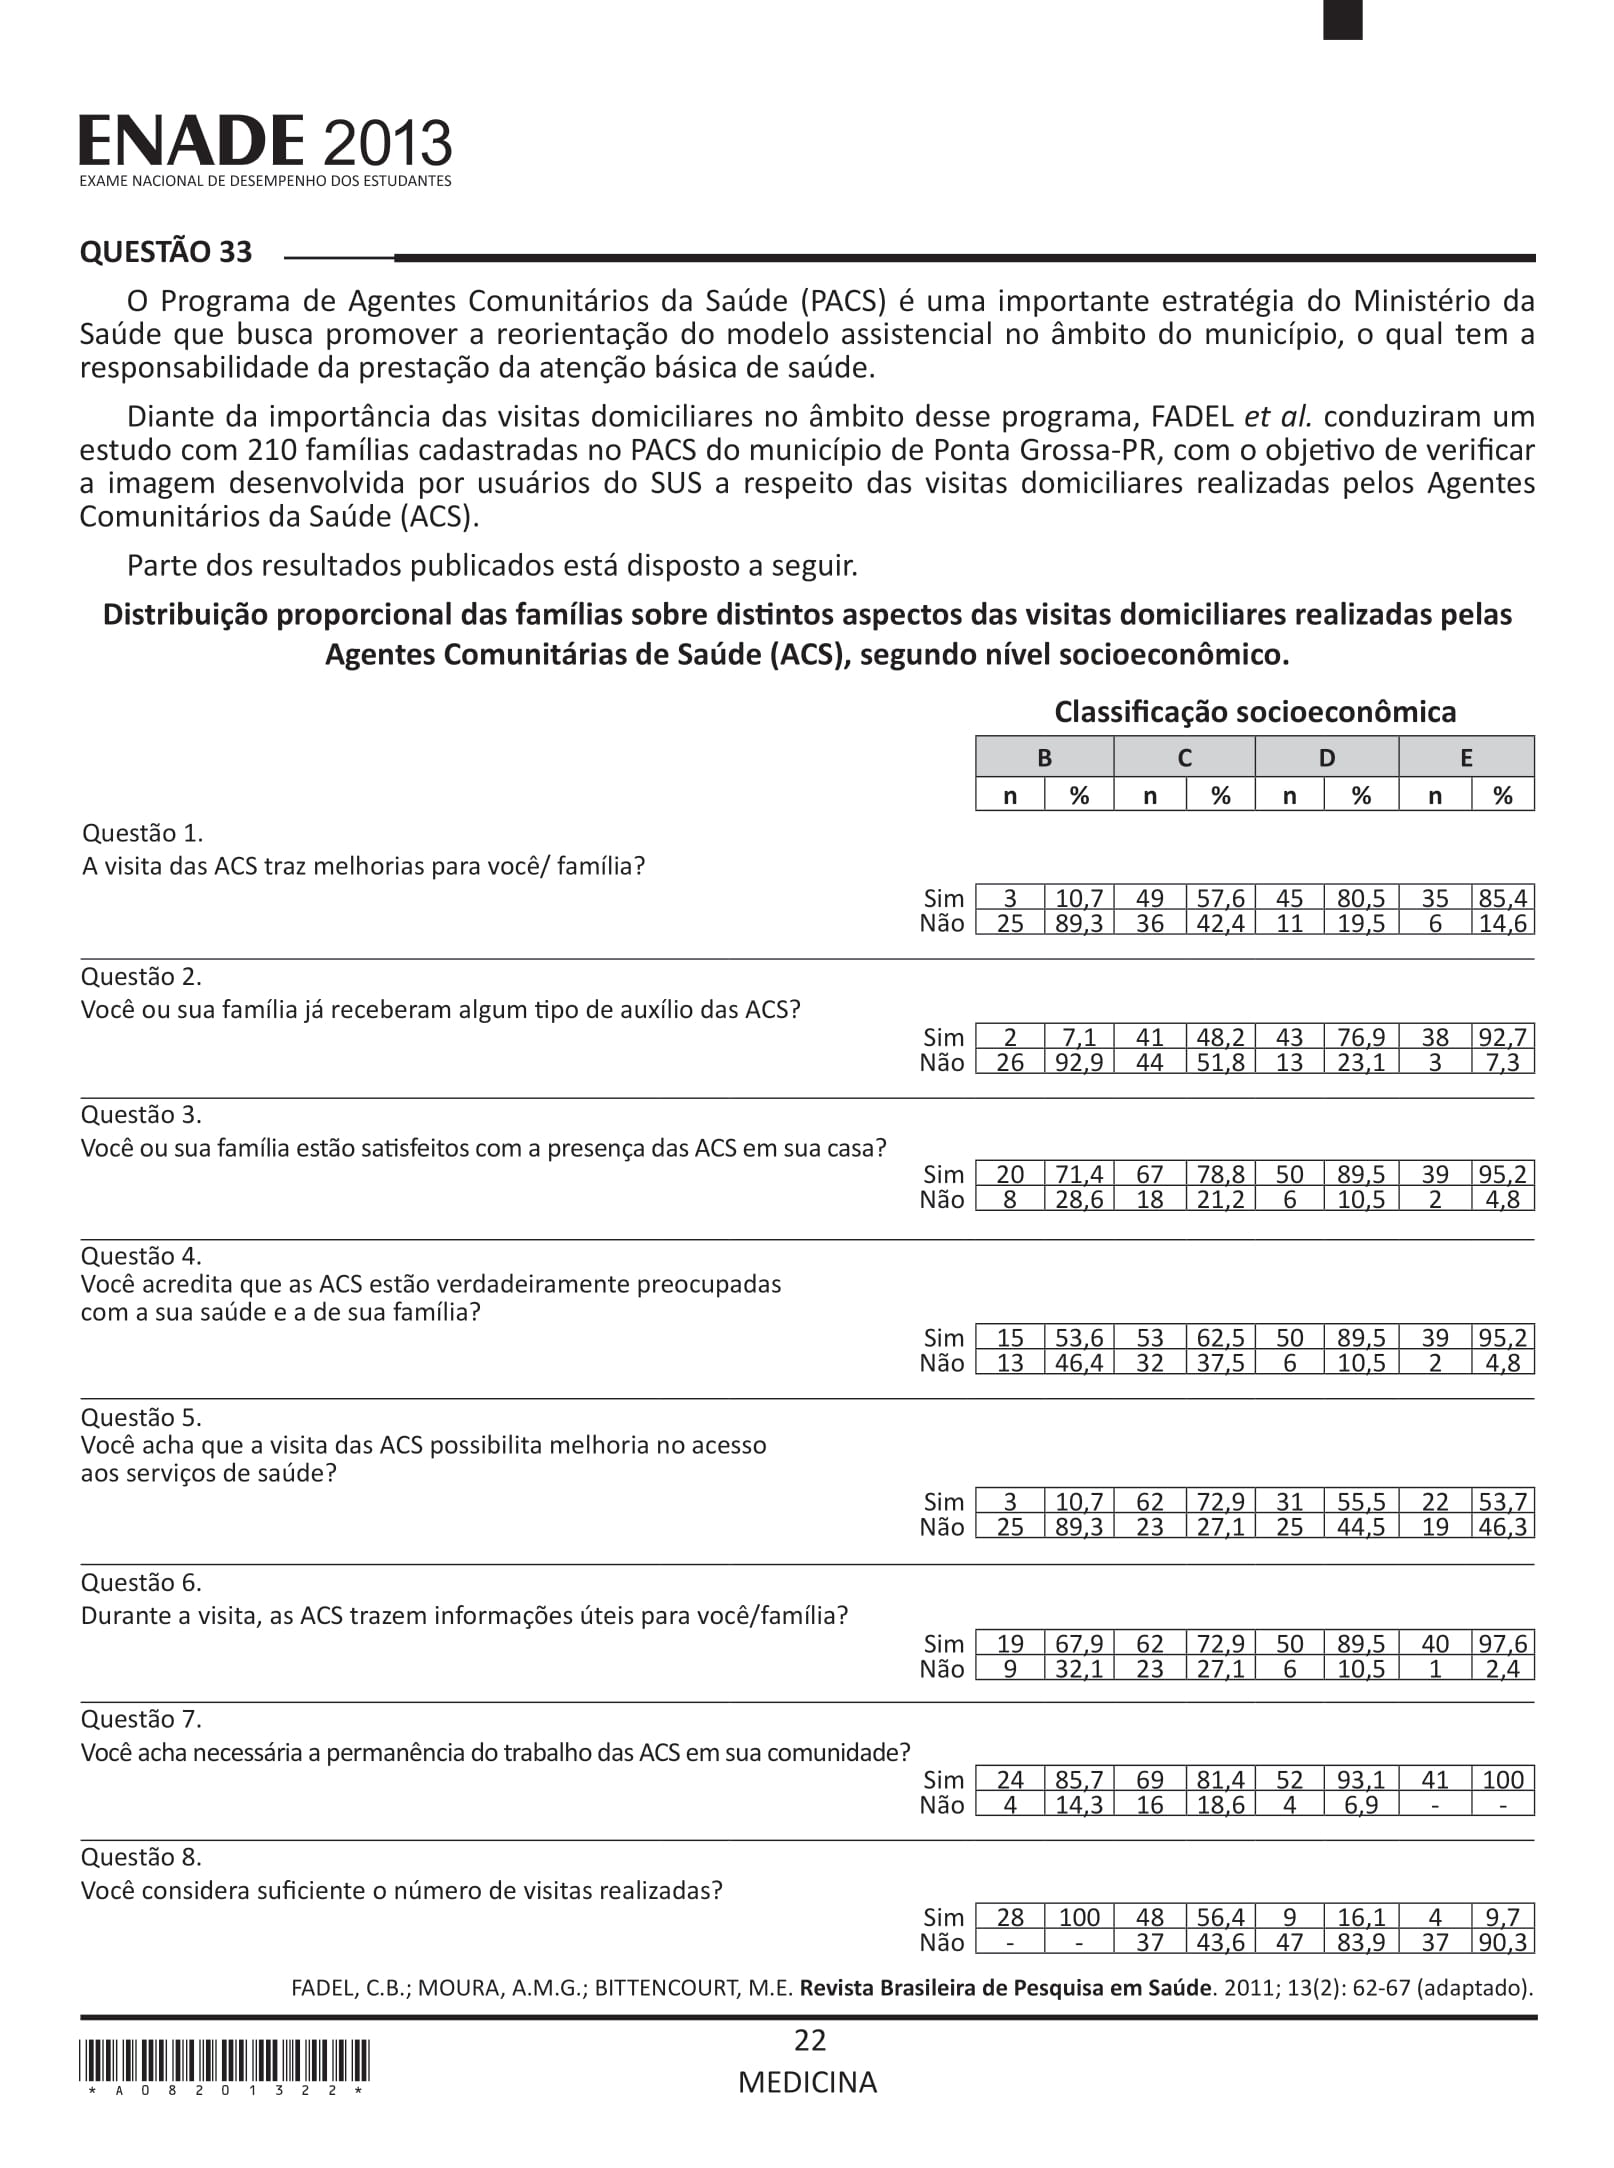 ENADE 2013
EXAME NACIONAL DE DESEMPENHO DOS ESTUDANTES
QUESTÃO 33
O Programa de Agentes Comunitários da Saúde (PACS) é uma importante estratégia do Ministério da
Saúde que busca promover a reorientação do modelo assistencial no âmbito do município, o qual tem a
responsabilidade da prestação da atenção básica de saúde.
Diante da importância das visitas domiciliares no âmbito desse programa, FADEL et al. conduziram um
estudo com 210 famílias cadastradas no PACS do município de Ponta Grossa-PR, com o objetivo de verificar
a imagem desenvolvida por usuários do SUS a respeito das visitas domiciliares realizadas pelos Agentes
Comunitários da Saúde (ACS).
Parte dos resultados publicados está disposto a seguir.
Distribuição proporcional das famílias sobre distintos aspectos das visitas domiciliares realizadas pelas
Agentes Comunitárias de Saúde (ACS), segundo nível socioeconômico.
Classificação socioeconômica
B C D E
n % n % n % n %
Questão 1.
A visita das ACS traz melhorias para você/ família?
Sim 3 10,7 49 57,6 45 80,5 35 85,4
Não 25 89,3 36 42,4 11 19,5 6 14,6
Questão 2.
Você ou sua família já receberam algum tipo de auxílio das ACS?
Sim 2 7,1 41 48,2 43 76,9 38 92,7
Não 26 92,9 44 51,8 13 23,1 3 7,3
Questão 3.
Você ou sua família estão satisfeitos com a presença das ACS em sua casa?
Sim 20 71,4 67 78,8 50 89,5 39 95,2
Não 8 28,6 18 21,2 6 10,5 2 4,8
Questão 4.
Você acredita que as ACS estão verdadeiramente preocupadas
com a sua saúde e a de sua família?
Sim 15 53,6 53 62,5 50 89,5 39 95,2
Não 13 46,4 32 37,5 6 10,5 2 4,8
Questão 5.
Você acha que a visita das ACS possibilita melhoria no acesso
aos serviços de saúde?
Sim 3 10,7 62 72,9 31 55,5 22 53,7
Não 25 89,3 23 27,1 25 44,5 19 46,3
Questão 6.
Durante a visita, as ACS trazem informações úteis para você/família?
Sim 19 67,9 62 72,9 50 89,5 40 97,6
Não 9 32,1 23 27,1 6 10,5 1 2,4
Questão 7.
Você acha necessária a permanência do trabalho das ACS em sua comunidade?
Sim 24 85,7 69 81,4 52 93,1 41 100
Não 4 14,3 16 18,6 4 6,9 - -
Questão 8.
Você considera suficiente o número de visitas realizadas?
Sim 28 100 48 56,4 9 16,1 4 9,7
Não - - 37 43,6 47 83,9 37 90,3
FADEL, C.B.; MOURA, A.M.G.; BITTENCOURT, M.E. Revista Brasileira de Pesquisa em Saúde. 2011; 13(2): 62-67 (adaptado).
22
MEDICINA
* A 0 8 2 0 1 3 2 2 *